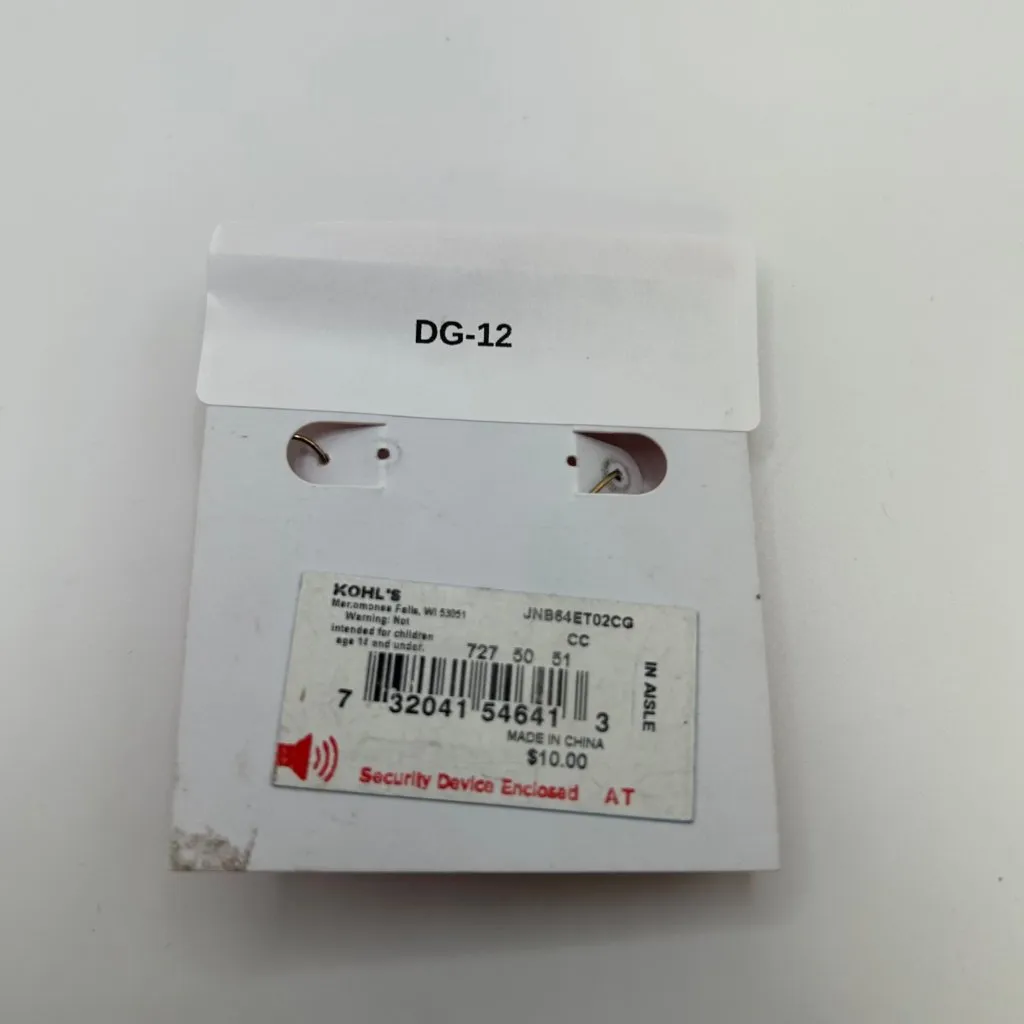 DG-12
KOHL'S
Menomonee Falls, WI 53051
Warning: Not
intended for children
age 14 and under.
JNB64ET02CG
CC
727 50 51
7 32041 54641 3
IN AISLE
MADE IN CHINA
$10.00
Security Device Enclosed AT